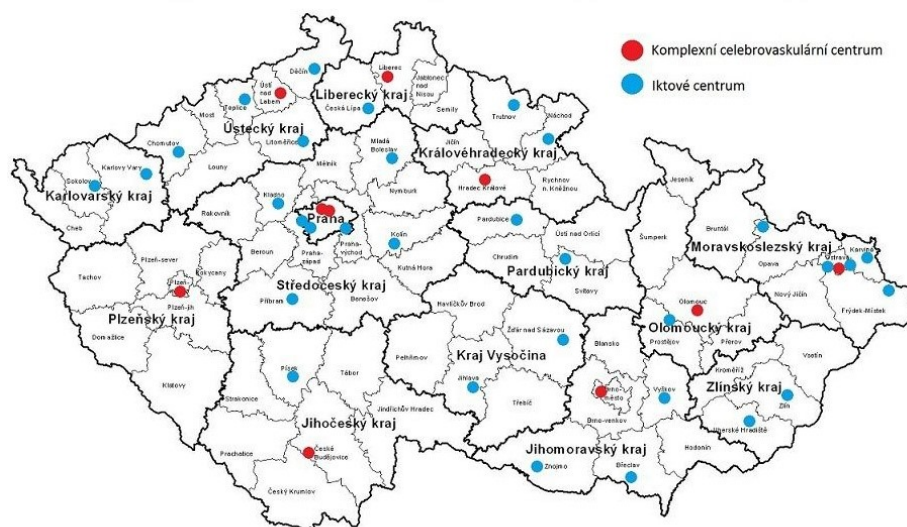 Komplexní celebrovaskulární centrum
Iktové centrum
Děčín
Liberec
Ústí
nad
Labem
Jablonec
nad
Nisou
Teplice
Liberecký kraj
Česká Lípa
Semily
Trutnov
Most
Ústecký kraj
Náchod
Chomutov
Litoměřice
Mladá
Boleslav
Jičín
Královéhradecký kraj
Louny
Mělník
Karlovy Vary
Sokolov
Karlovarský kraj
Hradec Králové
Rychnov
n. Kněžnou
Jeseník
Rakovník
Kladno
Nymburk
Praha
Cheb
Pardubice
Bruntál
Ústí nad Orlicí
Šumperk
Moravskoslezský kraj
Karviná
Ostrava
Opava
Beroun
Praha-
západ
Praha-
východ
Kolín
Kutná Hora
Chrudim
Pardubický kraj
Svitavy
Tachov
Plzeň-sever
Rokycany
Plzeň-
Plzeň-jih
Středočeský kraj
Příbram
Benešov
Nový Jičín
Frýdek-Místek
Olomouc
Olomoucký kraj
Prostějov
Přerov
Plzeňský kraj
Domažlice
Havlíčkův Brod
Žďár nad Sázavou
Blansko
Vsetín
Kroměříž
Kraj Vysočina
Pelhřimov
Písek
Tábor
Klatovy
Strakonice
Jihlava
Třebíč
Brno-
město
Vyškov
Zlínský kraj
Zlín
Jindřichův Hradec
Jihočeský kraj
Brno-venkov
Uherské Hradiště
Prachatice
České
Budějovice
Jihomoravský kraj
Hodonín
Znojmo
Břeclav
Český Krumlov